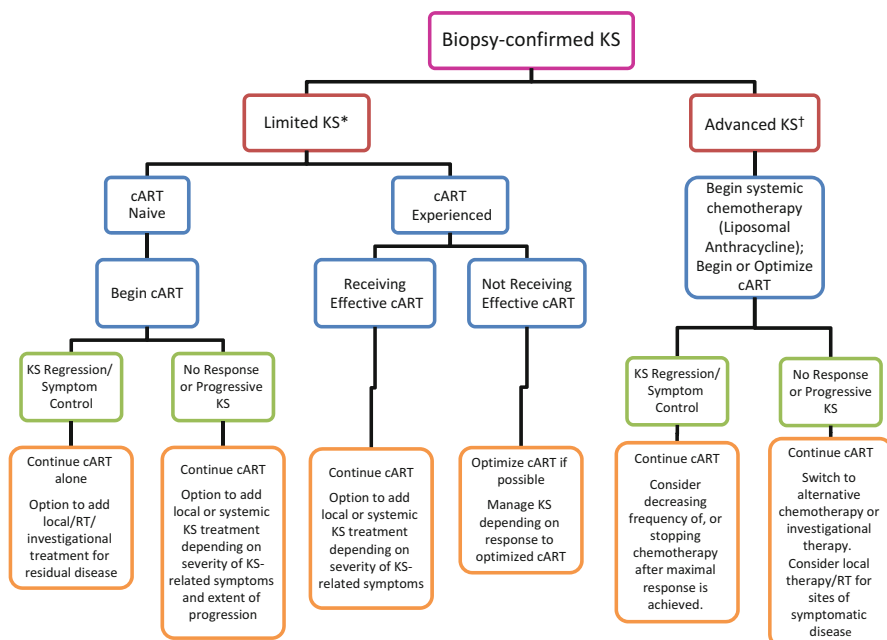 Biopsy-confirmed KS
Limited KS*
Advanced KS†
cART
Naive
cART
Experienced
Begin systemic
chemotherapy
(Liposomal
Anthracycline);
Begin or Optimize
cART
Begin cART
Receiving
Effective cART
Not Receiving
Effective cART
KS Regression/
Symptom
Control
No Response
or Progressive
KS
KS Regression/
Symptom
Control
No Response
or Progressive
KS
Continue cART
alone
Option to add
local/RT/
investigational
treatment for
residual disease
Continue cART
Option to add
local or systemic
KS treatment
depending on
severity of KS-
related symptoms
and extent of
progression
Continue cART
Option to add local
or systemic KS
treatment
depending on
severity of KS-
related symptoms
Optimize cART if
possible
Manage KS
depending on
response to
optimized cART
Continue cART
Consider
decreasing
frequency of, or
stopping
chemotherapy
after maximal
response is
achieved.
Continue cART
Switch to
alternative
chemotherapy or
investigational
therapy.
Consider local
therapy/RT for
sites of
symptomatic
disease